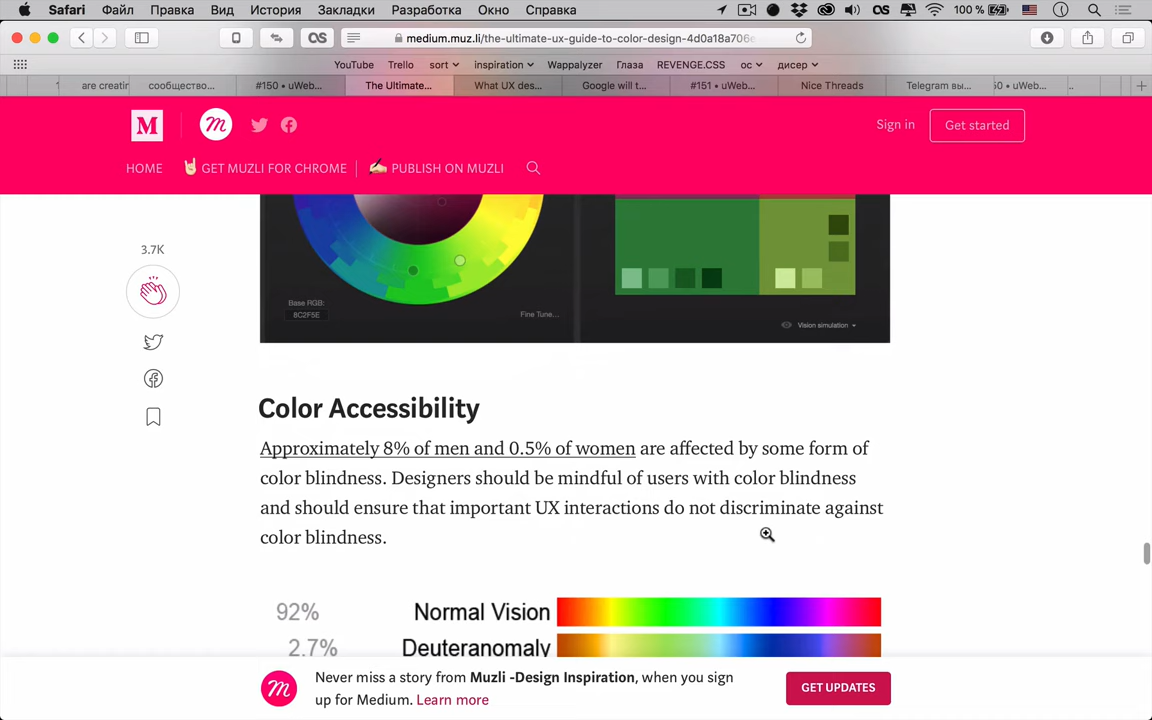 Safari Файл Правка Вид История Закладки Разработка Окно Справка 100 %
medium.muz.li/the-ultimate-ux-guide-to-color-design-4d0a18a706e
YouTube Trello sort inspiration Wappalyzer Глаза REVENGE.CSS ос дисер
are creatin сообщество... #150 • uWeb... The Ultimate... What UX des... Google will t... #151 • uWeb... Nice Threads Telegram вы... 50 • uWeb...
M m Sign in Get started
HOME GET MUZLI FOR CHROME PUBLISH ON MUZLI
3.7K
Base RGB:
8C2F5E
Fine Tune...
Vision simulation
Color Accessibility
Approximately 8% of men and 0.5% of women are affected by some form of
color blindness. Designers should be mindful of users with color blindness
and should ensure that important UX interactions do not discriminate against
color blindness.
92% Normal Vision
2.7% Deuteranomaly
Never miss a story from Muzli -Design Inspiration, when you sign
up for Medium. Learn more
GET UPDATES